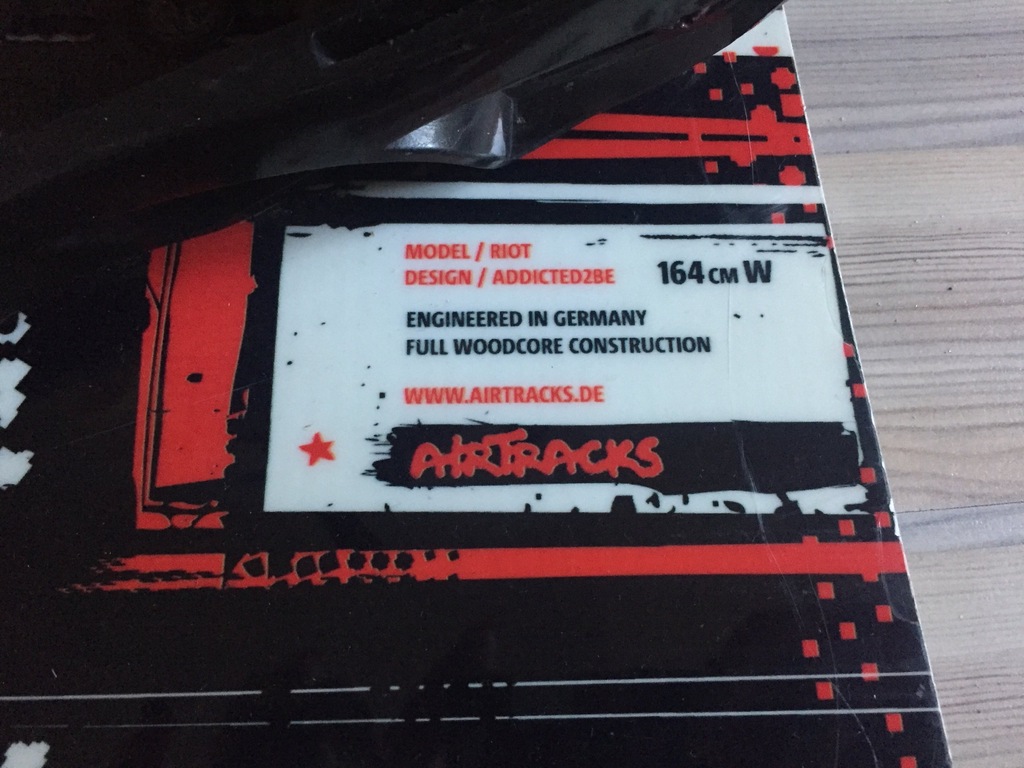 MODEL / RIOT
DESIGN / ADDICTED2BE
164 CM W
ENGINEERED IN GERMANY
FULL WOODCORE CONSTRUCTION
WWW.AIRTRACKS.DE
AIRTRACKS